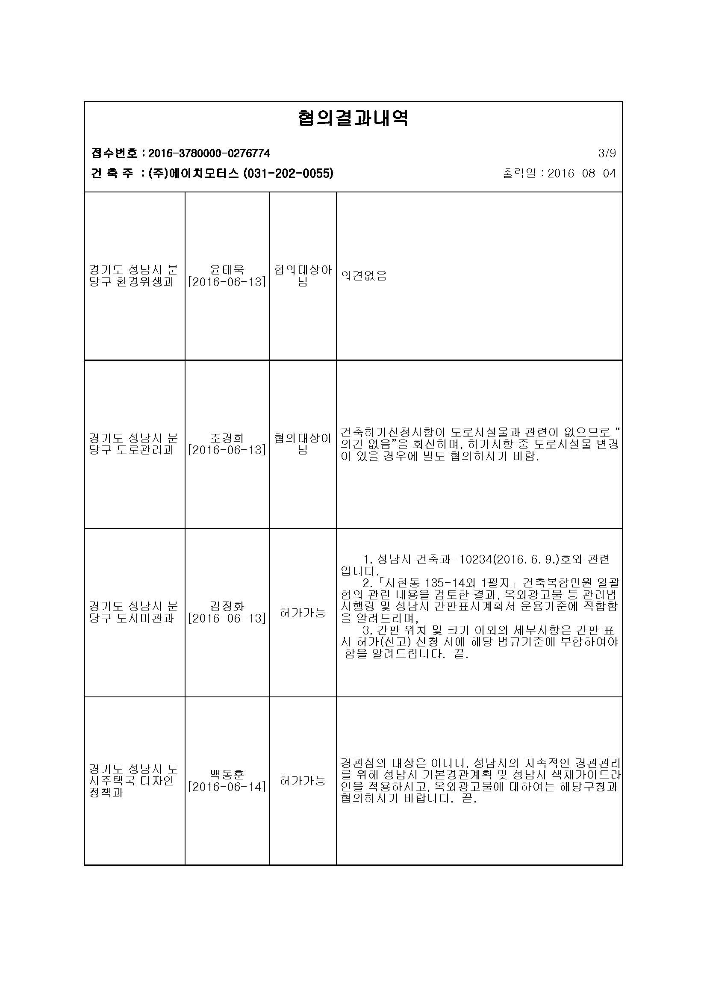 협의결과내역
접수번호 : 2016-3780000-0276774
3/9
건 축 주 : (주)에이치모터스 (031-202-0055)
출력일 : 2016-08-04
경기도 성남시 분
당구 환경위생과
윤태욱
[2016-06-13]
협의대상아
님
의견없음
경기도 성남시 분
당구 도로관리과
조경희
[2016-06-13]
협의대상아
님
건축허가신청사항이 도로시설물과 관련이 없으므로 “
의견 없음”을 회신하며, 허가사항 중 도로시설물 변경
이 있을 경우에 별도 협의하시기 바람.
경기도 성남시 분
당구 도시미관과
김정화
[2016-06-13]
허가가능
1. 성남시 건축과-10234(2016. 6. 9.)호와 관련
입니다.
2.「서현동 135-14외 1필지」건축복합민원 일괄
협의 관련 내용을 검토한 결과, 옥외광고물 등 관리법
시행령 및 성남시 간판표시계획서 운용기준에 적합함
을 알려드리며,
3. 간판 위치 및 크기 이외의 세부사항은 간판 표
시 허가(신고) 신청 시에 해당 법규기준에 부합하여야
함을 알려드립니다. 끝.
경기도 성남시 도
시주택국 디자인
정책과
백동훈
[2016-06-14]
허가가능
경관심의 대상은 아니나, 성남시의 지속적인 경관관리
를 위해 성남시 기본경관계획 및 성남시 색채가이드라
인을 적용하시고, 옥외광고물에 대하여는 해당구청과
협의하시기 바랍니다. 끝.